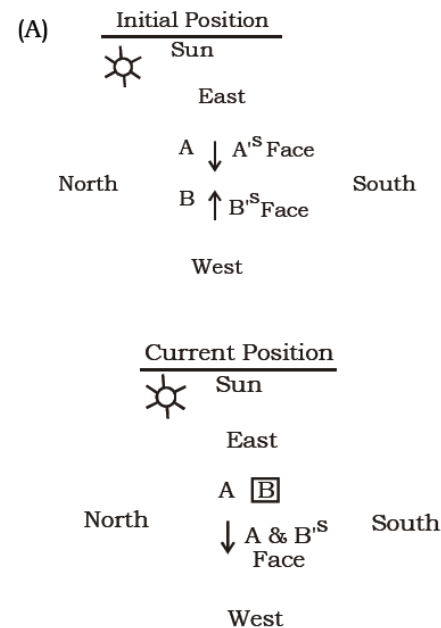 (A) Initial Position
Sun
East
A A's Face
North South
B B's Face
West
Current Position
Sun
East
A B
North South
A & B's
Face
West